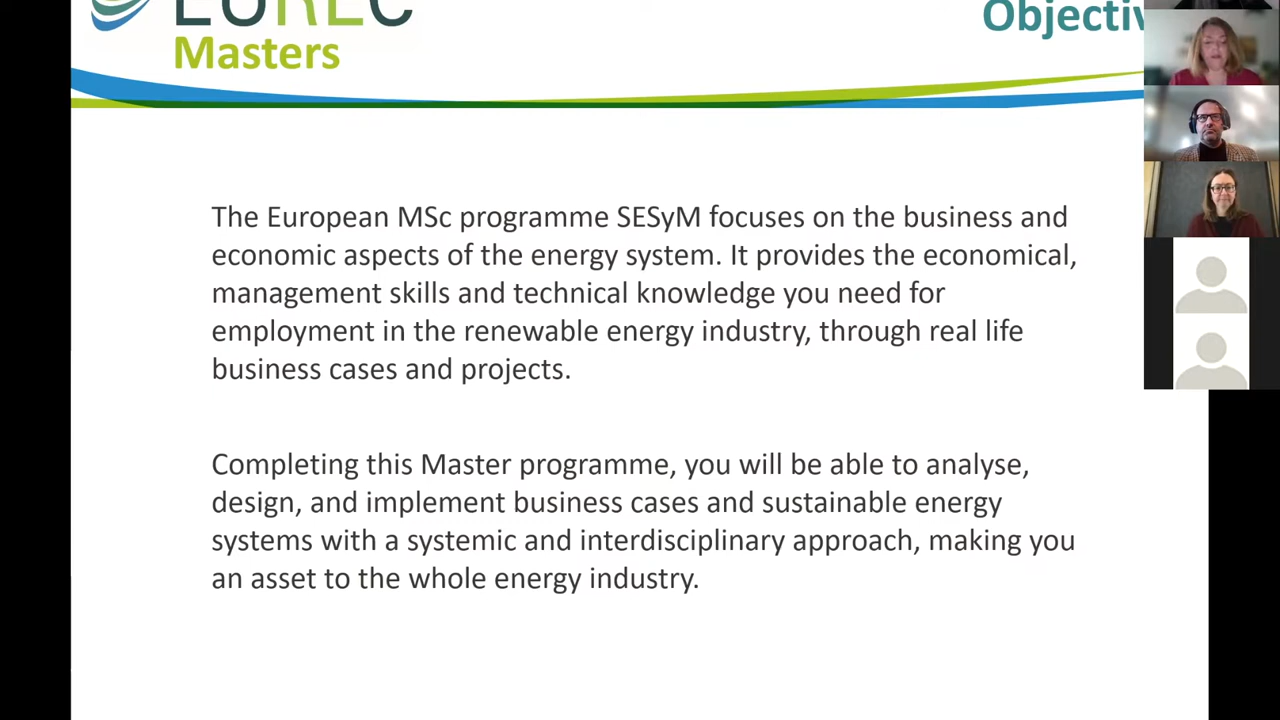 EUREC
Masters
Objectiv
The European MSc programme SESyM focuses on the business and
economic aspects of the energy system. It provides the economical,
management skills and technical knowledge you need for
employment in the renewable energy industry, through real life
business cases and projects.
Completing this Master programme, you will be able to analyse,
design, and implement business cases and sustainable energy
systems with a systemic and interdisciplinary approach, making you
an asset to the whole energy industry.